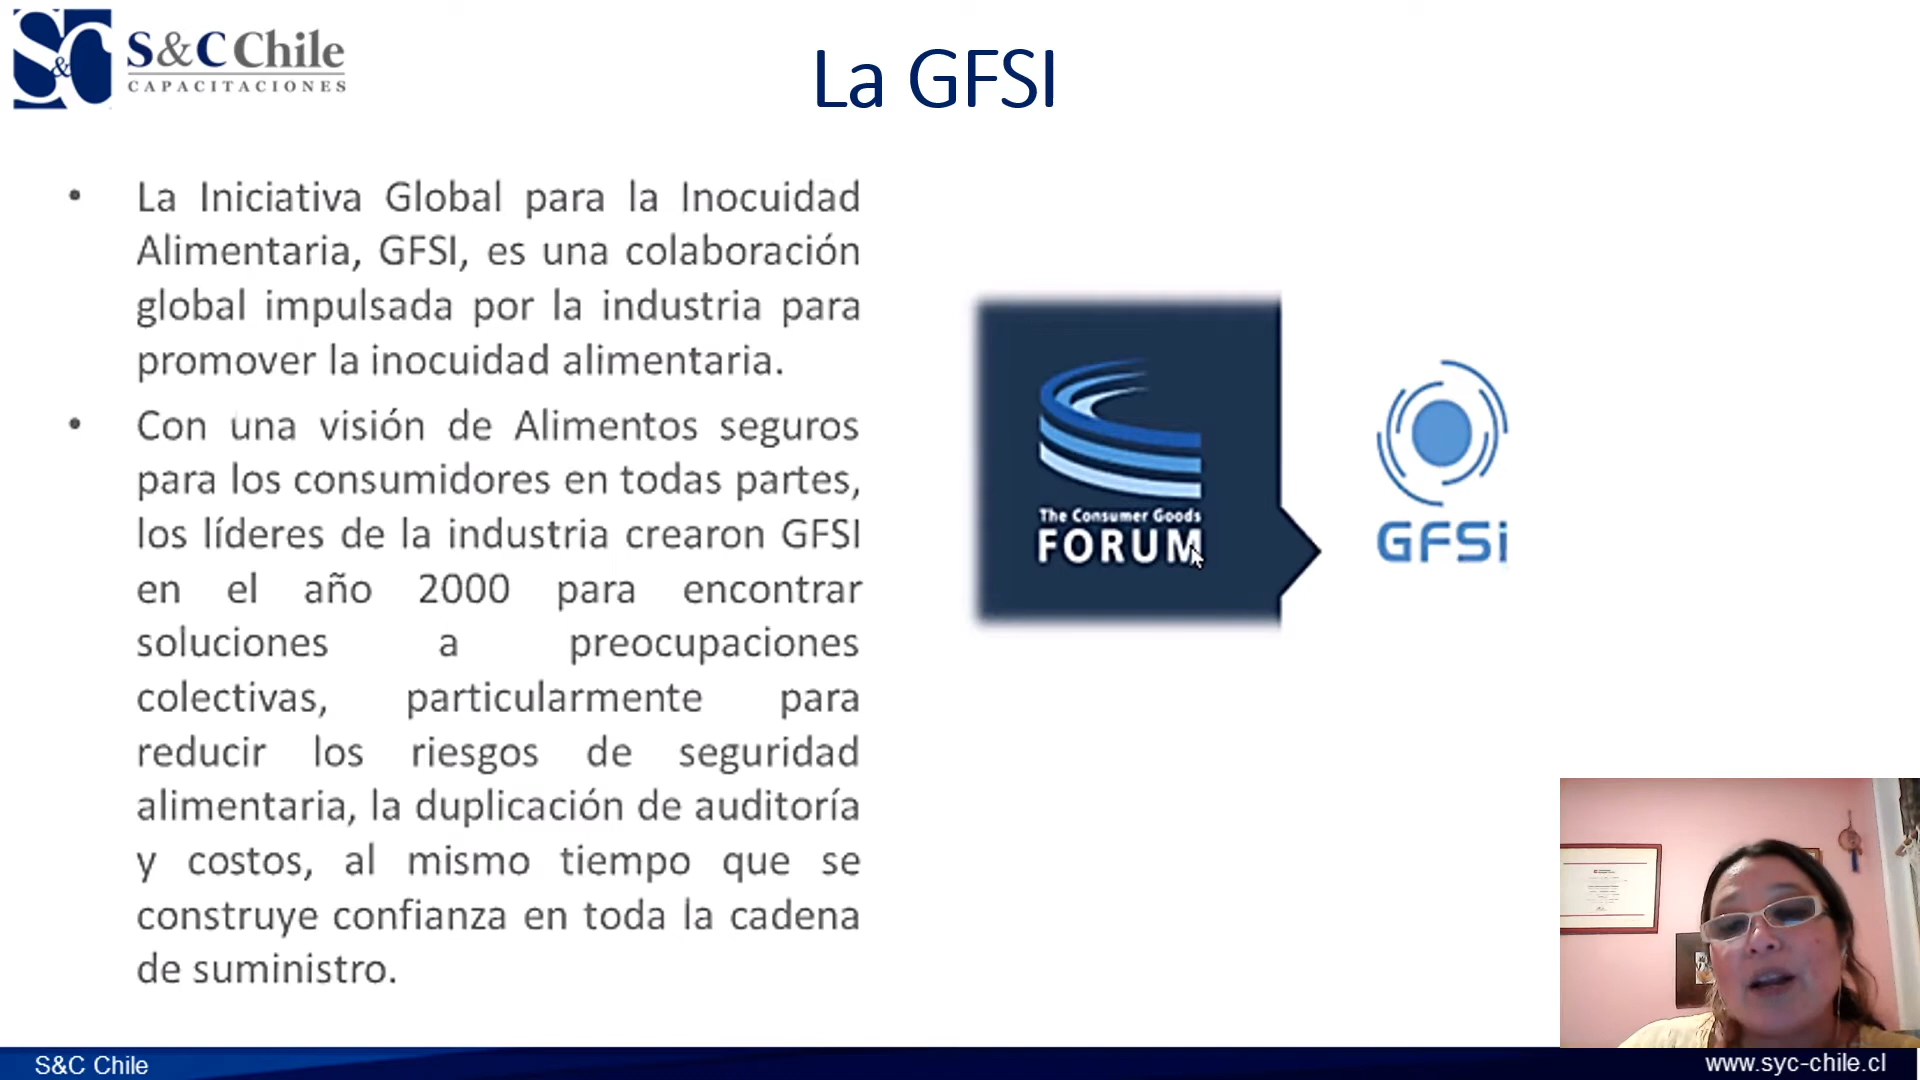 S&C
S&C Chile
CAPACITACIONES
La GFSI
• La Iniciativa Global para la Inocuidad
Alimentaria, GFSI, es una colaboración
global impulsada por la industria para
promover la inocuidad alimentaria.
• Con una visión de Alimentos seguros
para los consumidores en todas partes,
los líderes de la industria crearon GFSI
en el año 2000 para encontrar
soluciones a preocupaciones
colectivas, particularmente para
reducir los riesgos de seguridad
alimentaria, la duplicación de auditoría
y costos, al mismo tiempo que se
construye confianza en toda la cadena
de suministro.
The Consumer Goods
FORUM
GFSi
S&C Chile
www.syc-chile.cl